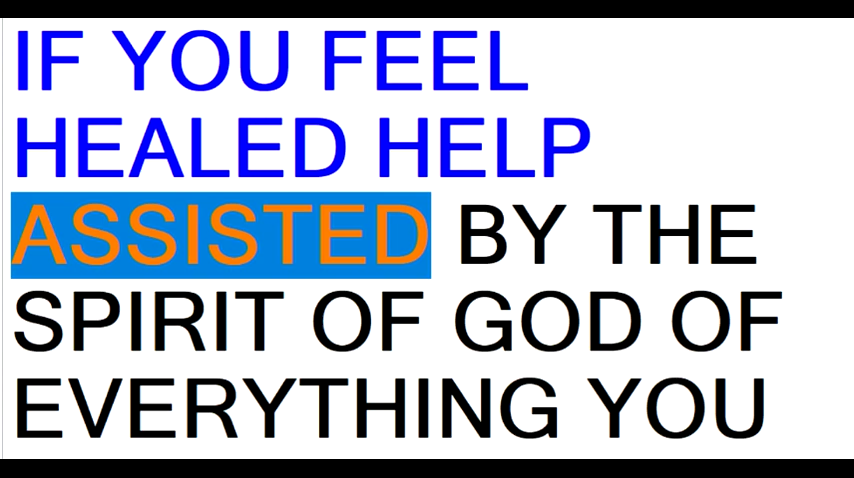 IF YOU FEEL
HEALED HELP
ASSISTED BY THE
SPIRIT OF GOD OF
EVERYTHING YOU